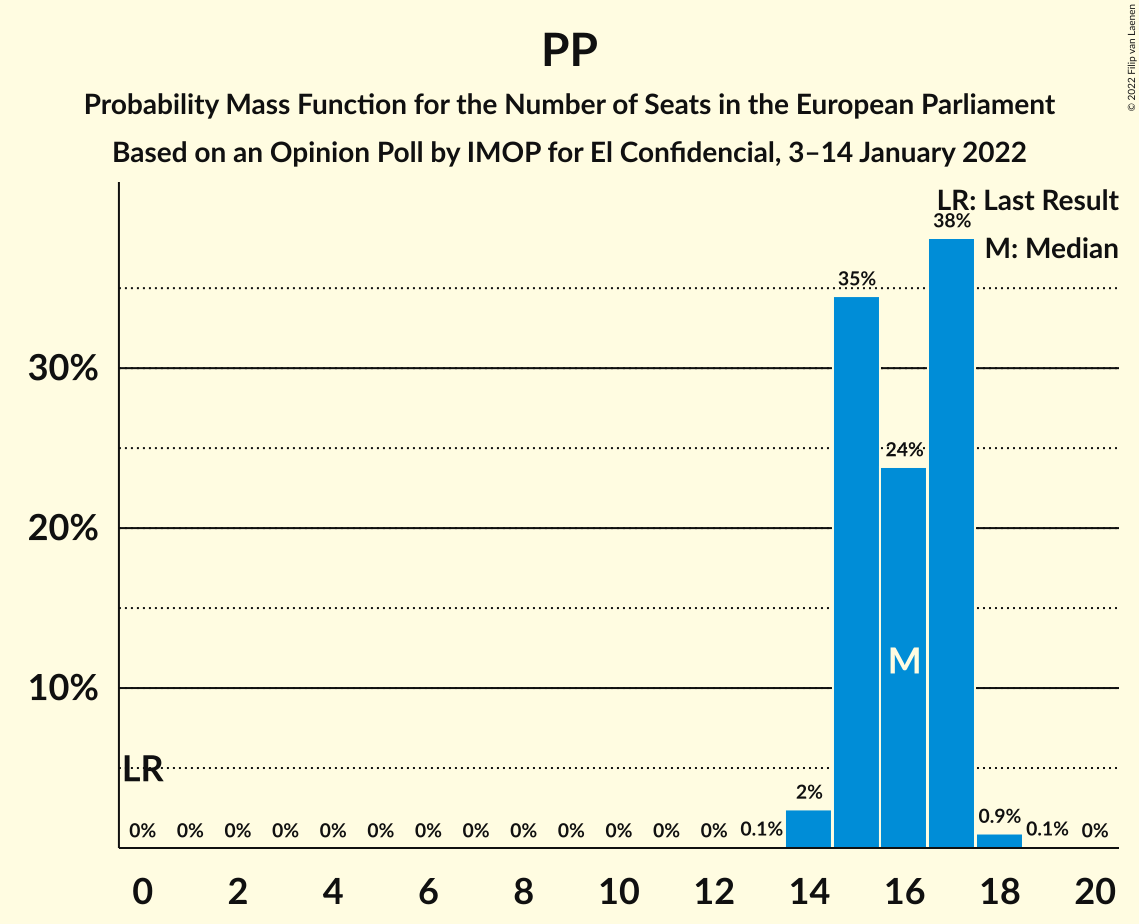 PP
Probability Mass Function for the Number of Seats in the European Parliament
Based on an Opinion Poll by IMOP for El Confidencial, 3–14 January 2022
© 2022 Filip van Laenen
LR: Last Result
M: Median
38%
35%
30%
24%
20%
M
10%
LR
2%
0% 0% 0% 0% 0% 0% 0% 0% 0% 0% 0% 0% 0% 0.1% 0.9% 0.1% 0%
0 2 4 6 8 10 12 14 16 18 20